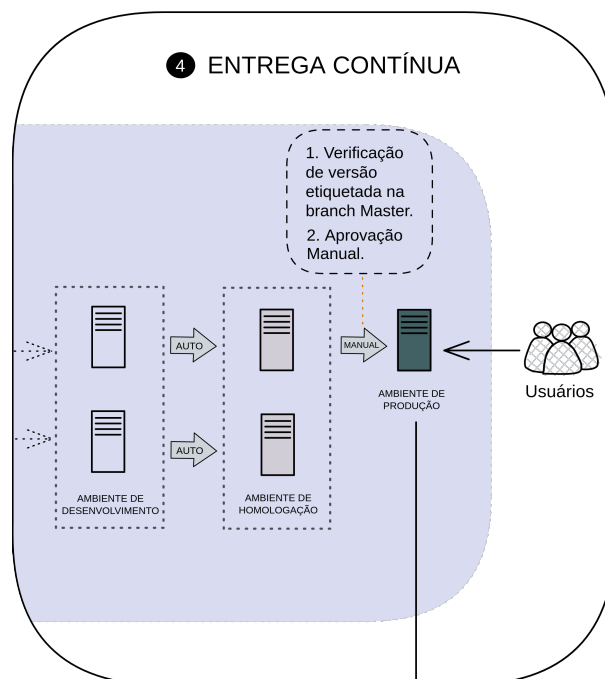 4 ENTREGA CONTÍNUA
1. Verificação
de versão
etiquetada na
branch Master.
2. Aprovação
Manual.
AUTO
MANUAL
AMBIENTE DE
PRODUÇÃO
Usuários
AUTO
AMBIENTE DE
DESENVOLVIMENTO
AMBIENTE DE
HOMOLOGAÇÃO